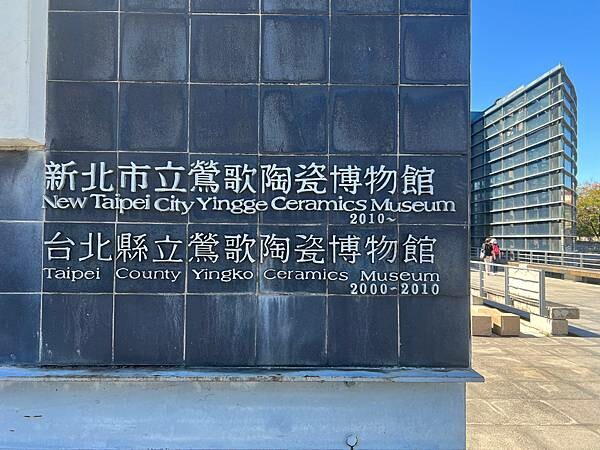 新北市立鶯歌陶瓷博物館
New Taipei City Yingge Ceramics Museum
2010~
台北縣立鶯歌陶瓷博物館
Taipei County Yingko Ceramics Museum
2000~2010